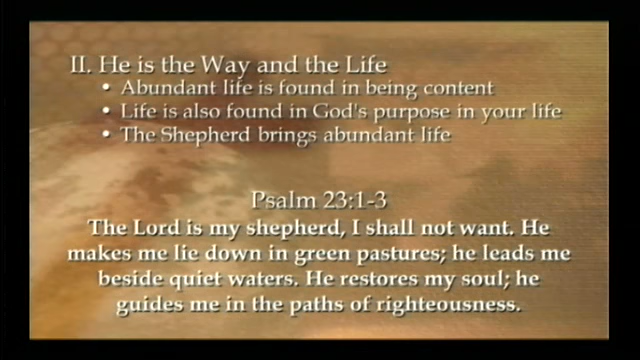 II. He is the Way and the Life
• Abundant life is found in being content
• Life is also found in God's purpose in your life
• The Shepherd brings abundant life
Psalm 23:1-3
The Lord is my shepherd, I shall not want. He
makes me lie down in green pastures; he leads me
beside quiet waters. He restores my soul; he
guides me in the paths of righteousness.